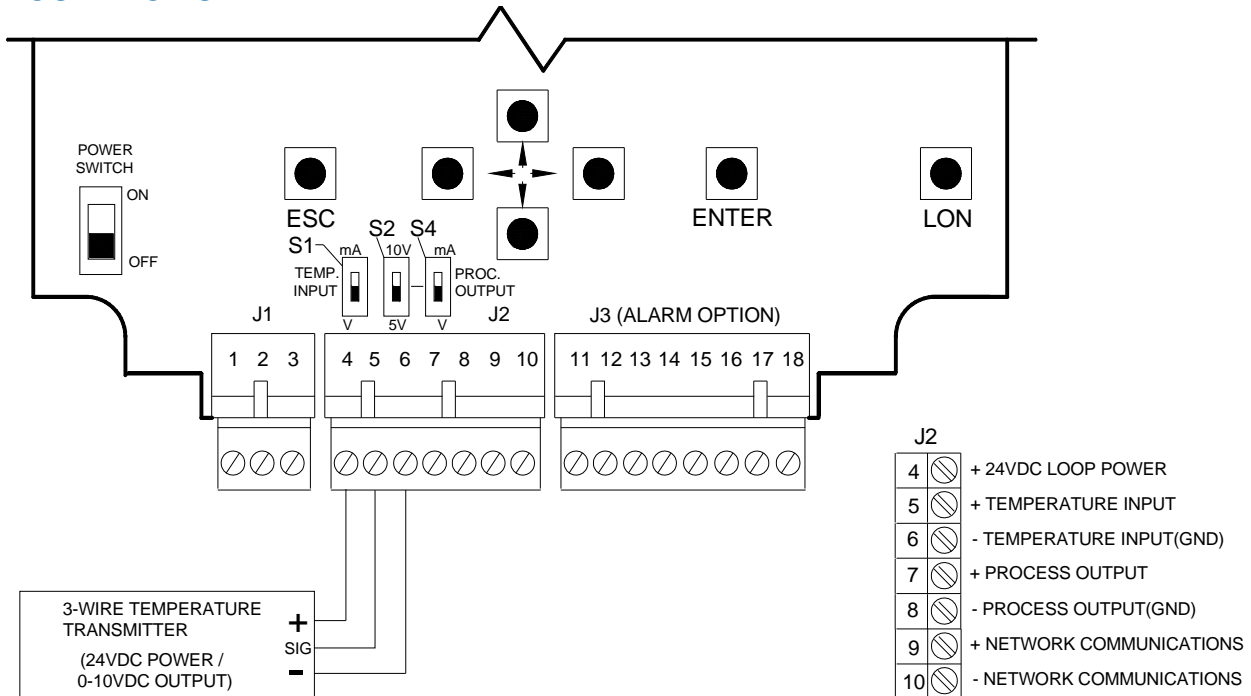 POWER
SWITCH
ON
OFF
ESC
ENTER
LON
S1
S2
S4
mA
10V
mA
TEMP.
INPUT
PROC.
OUTPUT
V
5V
V
J1
J2
J3 (ALARM OPTION)
1 2 3
4 5 6 7 8 9 10
11 12 13 14 15 16 17 18
3-WIRE TEMPERATURE
TRANSMITTER
(24VDC POWER /
0-10VDC OUTPUT)
+
SIG
-
J2
4 + 24VDC LOOP POWER
5 + TEMPERATURE INPUT
6 - TEMPERATURE INPUT(GND)
7 + PROCESS OUTPUT
8 - PROCESS OUTPUT(GND)
9 + NETWORK COMMUNICATIONS
10 - NETWORK COMMUNICATIONS